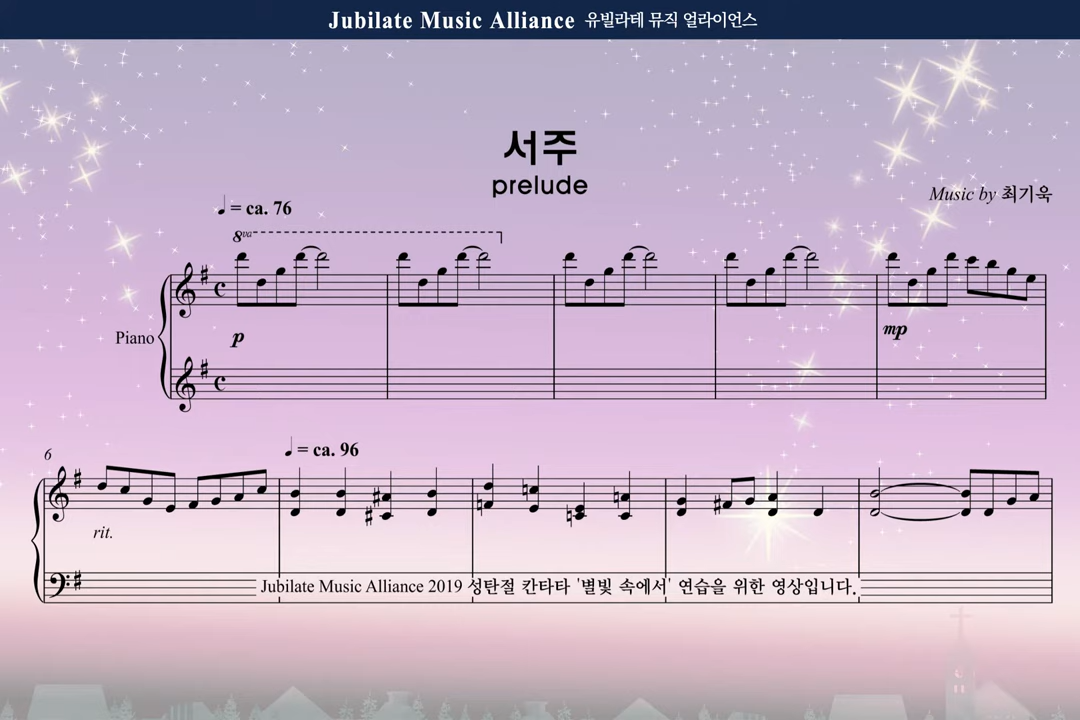 Jubilate Music Alliance 유빌라테 뮤직 얼라이언스
서주
prelude
Music by 최기욱
♩ = ca. 76
8va
Piano
p
mp
6
♩ = ca. 96
rit.
Jubilate Music Alliance 2019 성탄절 칸타타 '별빛 속에서' 연습을 위한 영상입니다.